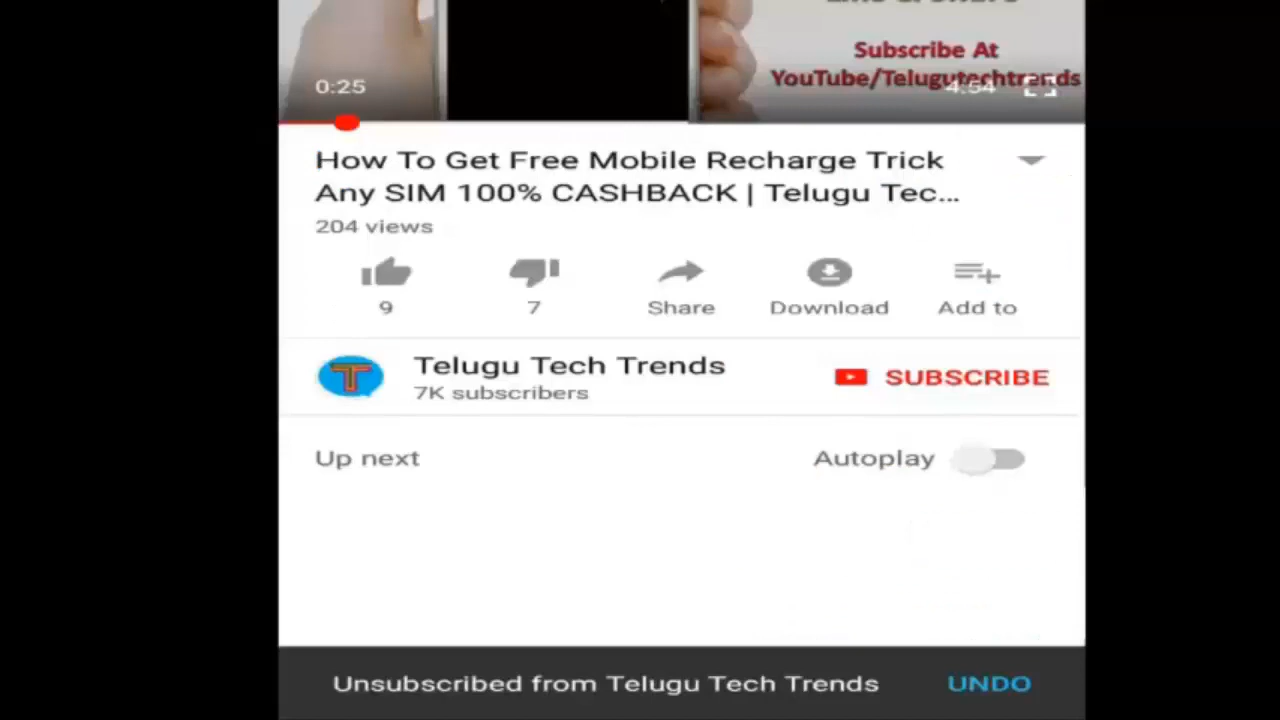 Subscribe At
YouTube/Telugutechtrends
0:25
4:54
How To Get Free Mobile Recharge Trick
Any SIM 100% CASHBACK | Telugu Tec...
204 views
9
7
Share
Download
Add to
Telugu Tech Trends
7K subscribers
SUBSCRIBE
Up next
Autoplay
Unsubscribed from Telugu Tech Trends
UNDO